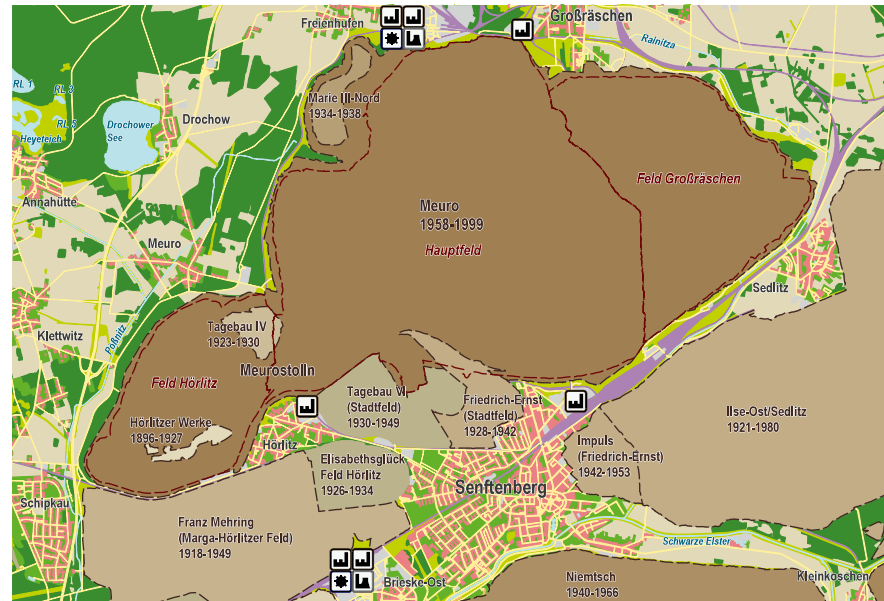 Freienhufen
Großräschen
Ralnitza
RL 1
RL 3
RL 5
Heyeteich
Drochower
See
Drochow
Marie III-Nord
1934-1938
Feld Großräschen
Annahütte
Meuro
1958-1999
Hauptfeld
Meuro
Sedlitz
Klettwitz
Poßnitz
Tagebau IV
1923-1930
Meurostolln
Feld Hörlitz
Tagebau VI
(Stadtfeld)
1930-1949
Friedrich-Ernst
(Stadtfeld)
1928-1942
Ilse-Ost/Sedlitz
1921-1980
Hörlitzer Werke
1896-1927
Hörlitz
Impuls
(Friedrich-Ernst)
1942-1953
Elisabethsglück
Feld Hörlitz
1926-1934
Senftenberg
Schipkau
Franz Mehring
(Marga-Hörlitzer Feld)
1918-1949
Schwarze Elster
Brieske-Ost
Niemtsch
1940-1966
Kleinkoschen